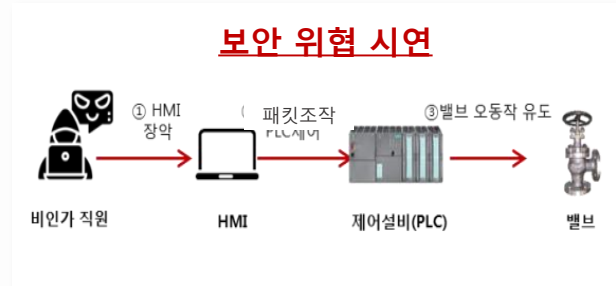 보안 위협 시연
① HMI
장악
패킷조작
PLC제어
③밸브 오동작 유도
비인가 직원
HMI
제어설비(PLC)
밸브